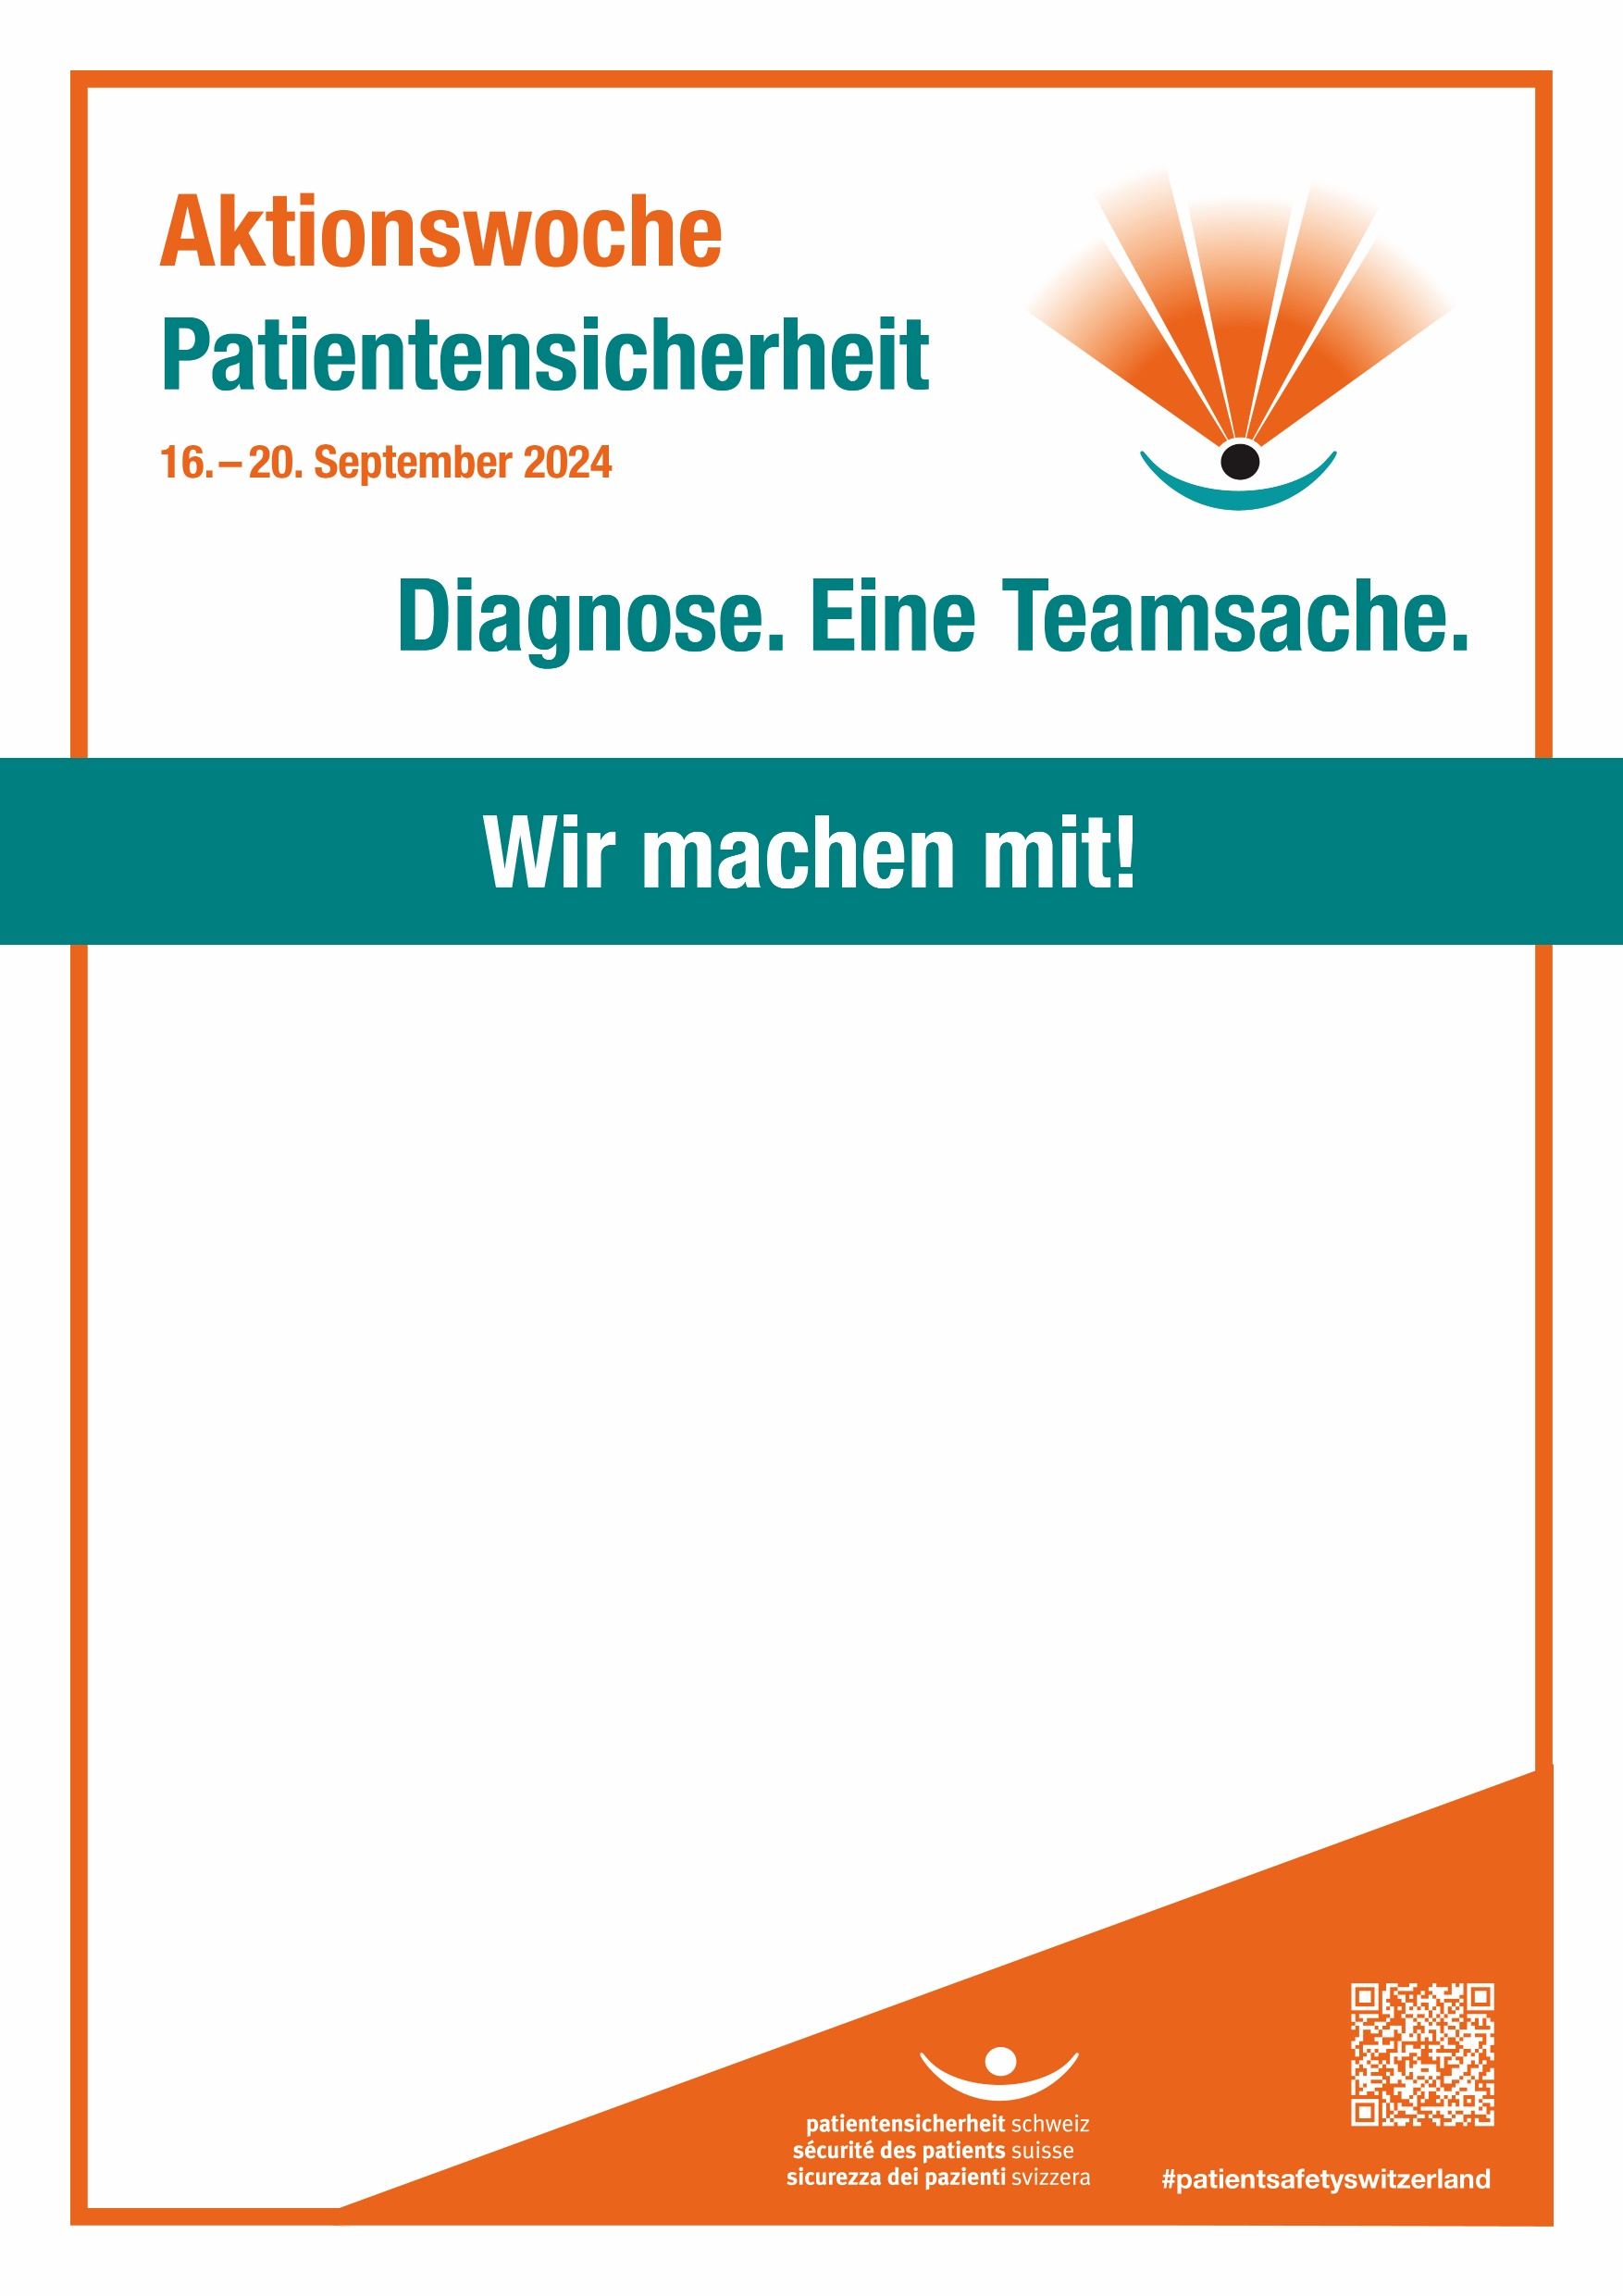 Aktionswoche
Patientensicherheit
16. – 20. September 2024
Diagnose. Eine Teamsache.
Wir machen mit!
patientensicherheit schweiz
sécurité des patients suisse
sicurezza dei pazienti svizzera
#patientsafetyswitzerland